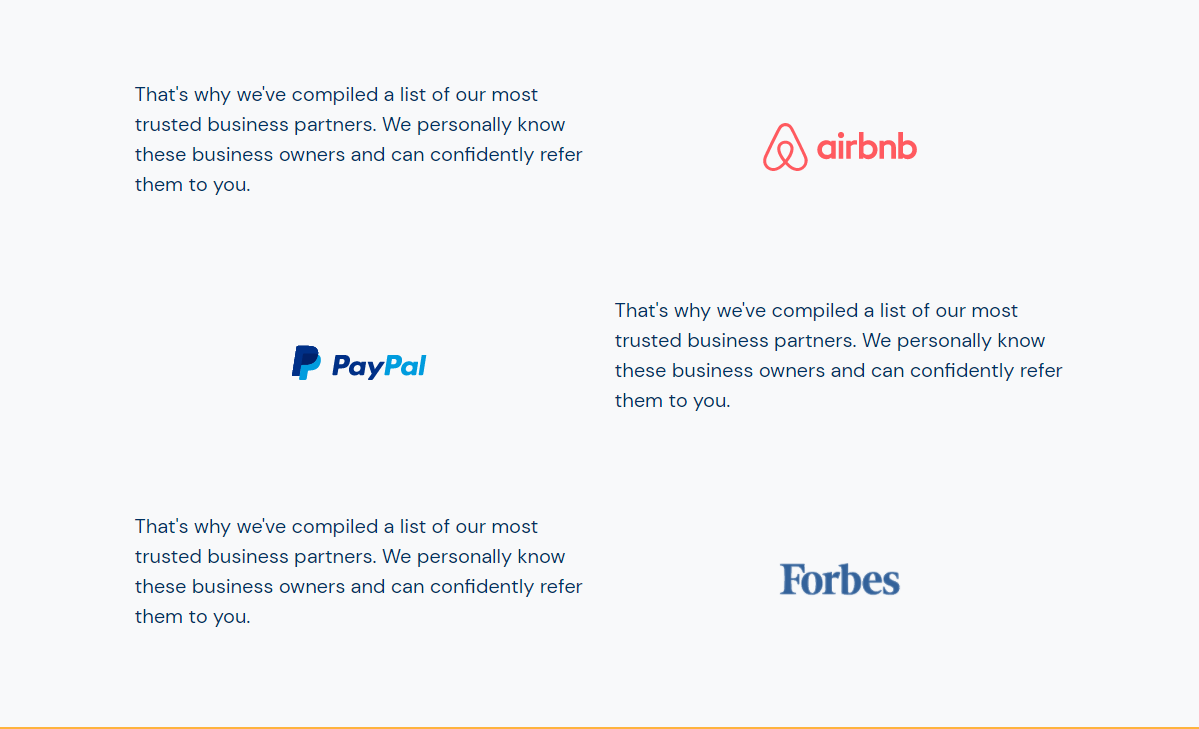 That's why we've compiled a list of our most
trusted business partners. We personally know
these business owners and can confidently refer
them to you.
airbnb
PayPal
That's why we've compiled a list of our most
trusted business partners. We personally know
these business owners and can confidently refer
them to you.
That's why we've compiled a list of our most
trusted business partners. We personally know
these business owners and can confidently refer
them to you.
Forbes